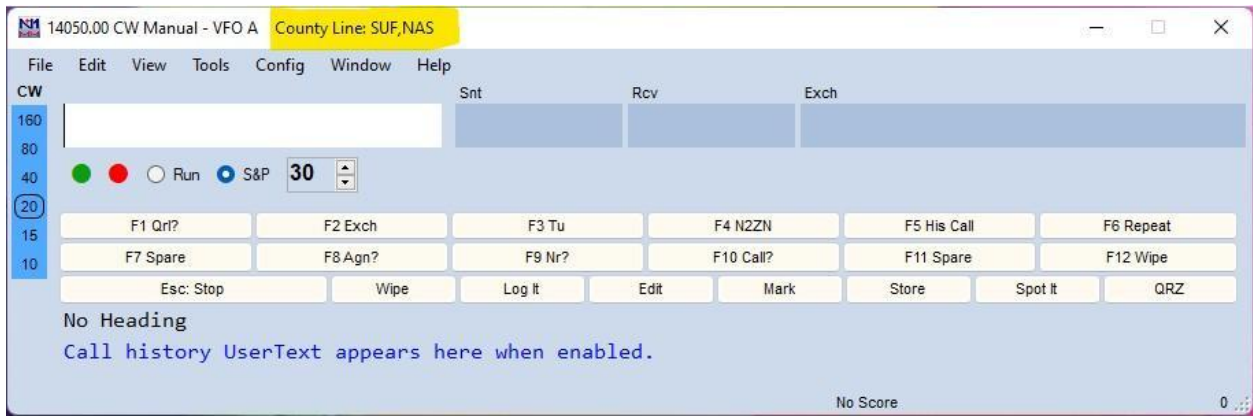 N1 MM 14050.00 CW Manual - VFO A County Line: SUF,NAS
File Edit View Tools Config Window Help
CW Snt Rcv Exch
160
80
40 Run S&P 30
20
15
10
F1 Qrl? F2 Exch F3 Tu F4 N2ZN F5 His Call F6 Repeat
F7 Spare F8 Agn? F9 Nr? F10 Call? F11 Spare F12 Wipe
Esc: Stop Wipe Log It Edit Mark Store Spot It QRZ
No Heading
Call history UserText appears here when enabled.
No Score 0